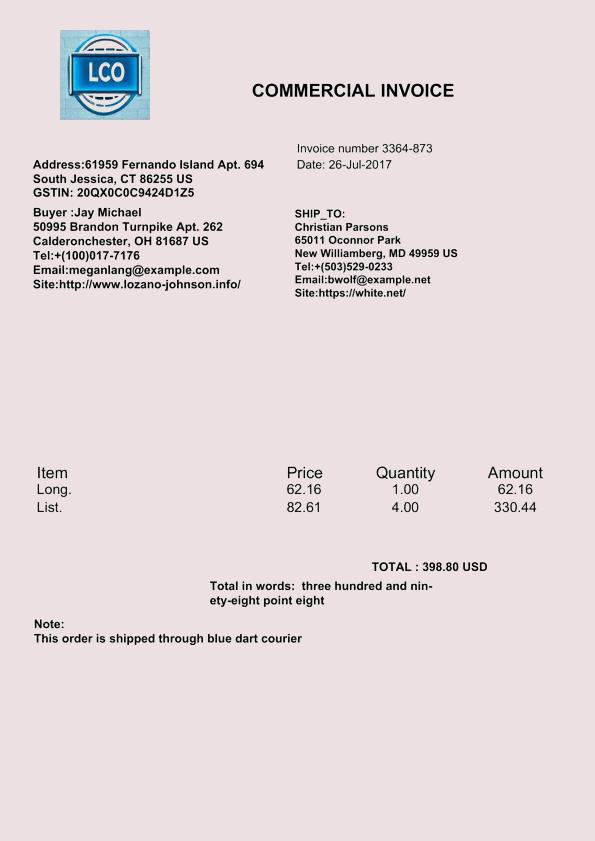 LCO
COMMERCIAL INVOICE
Invoice number 3364-873
Date: 26-Jul-2017
Address:61959 Fernando Island Apt. 694
South Jessica, CT 86255 US
GSTIN: 20QX0C0C9424D1Z5
Buyer :Jay Michael
50995 Brandon Turnpike Apt. 262
Calderonchester, OH 81687 US
Tel:+(100)017-7176
Email:meganlang@example.com
Site:http://www.lozano-johnson.info/
SHIP_TO:
Christian Parsons
65011 Oconnor Park
New Williamberg, MD 49959 US
Tel:+(503)529-0233
Email:bwolf@example.net
Site:https://white.net/
Item Price Quantity Amount
Long. 62.16 1.00 62.16
List. 82.61 4.00 330.44
TOTAL : 398.80 USD
Total in words: three hundred and nin-
ety-eight point eight
Note:
This order is shipped through blue dart courier